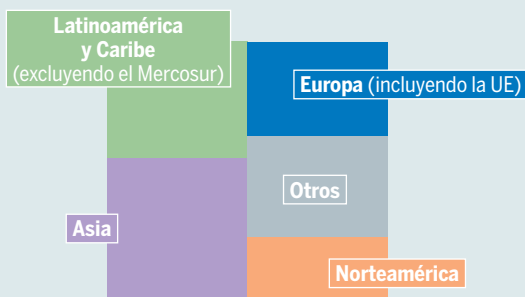 Latinoamérica
y Caribe
(excluyendo el Mercosur)
Europa (incluyendo la UE)
Otros
Asia
Norteamérica